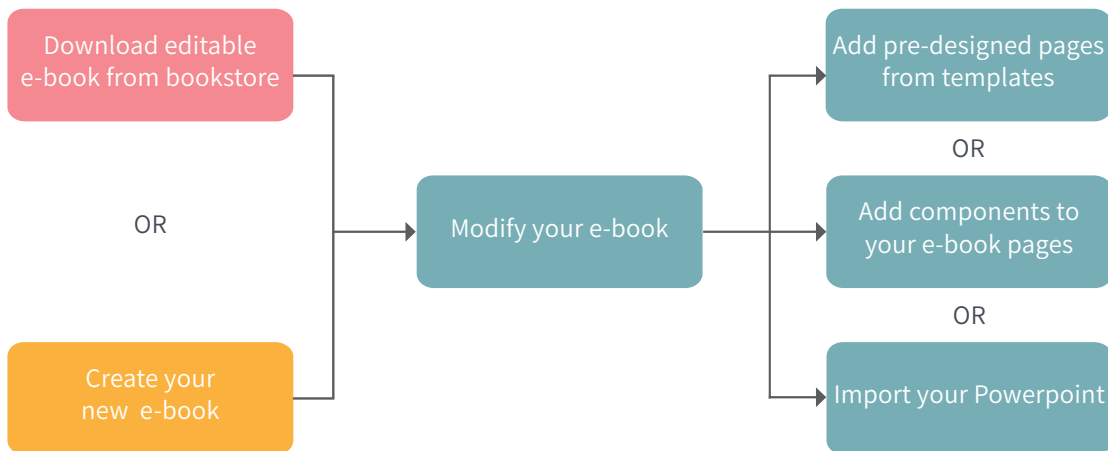 Download editable
e-book from bookstore
OR
Create your
new e-book
Modify your e-book
Add pre-designed pages
from templates
OR
Add components to
your e-book pages
OR
Import your Powerpoint